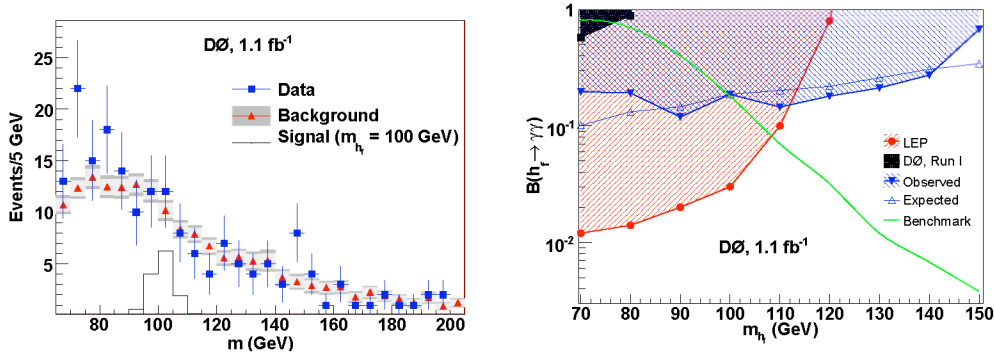 DØ, 1.1 fb⁻¹
Data
Background
Signal (m_hf = 100 GeV)
Events/5 GeV
25
20
15
10
5
80 100 120 140 160 180 200
m (GeV)
B(h_f → γγ)
1
10⁻¹
10⁻²
LEP
DØ, Run I
Observed
Expected
Benchmark
DØ, 1.1 fb⁻¹
70 80 90 100 110 120 130 140 150
m_hf (GeV)